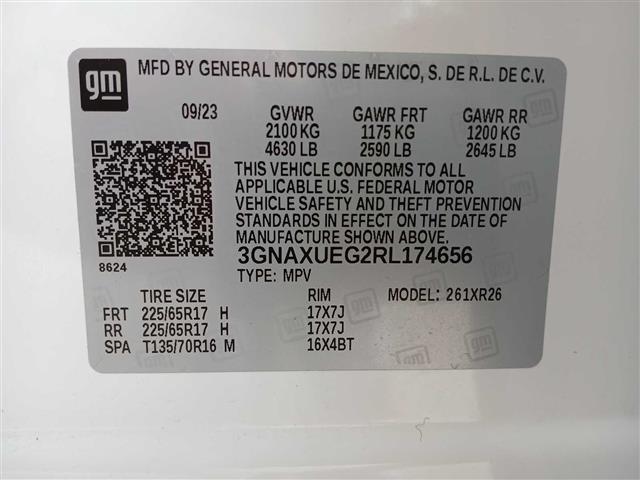 gm
MFD BY GENERAL MOTORS DE MEXICO, S. DE R.L. DE C.V.
09/23 GVWR GAWR FRT GAWR RR
2100 KG 1175 KG 1200 KG
4630 LB 2590 LB 2645 LB
THIS VEHICLE CONFORMS TO ALL
APPLICABLE U.S. FEDERAL MOTOR
VEHICLE SAFETY AND THEFT PREVENTION
STANDARDS IN EFFECT ON THE DATE OF
MANUFACTURE SHOWN ABOVE.
3GNAXUEG2RL174656
8624
TYPE: MPV
TIRE SIZE RIM MODEL: 261XR26
FRT 225/65R17 H 17X7J
RR 225/65R17 H 17X7J
SPA T135/70R16 M 16X4BT